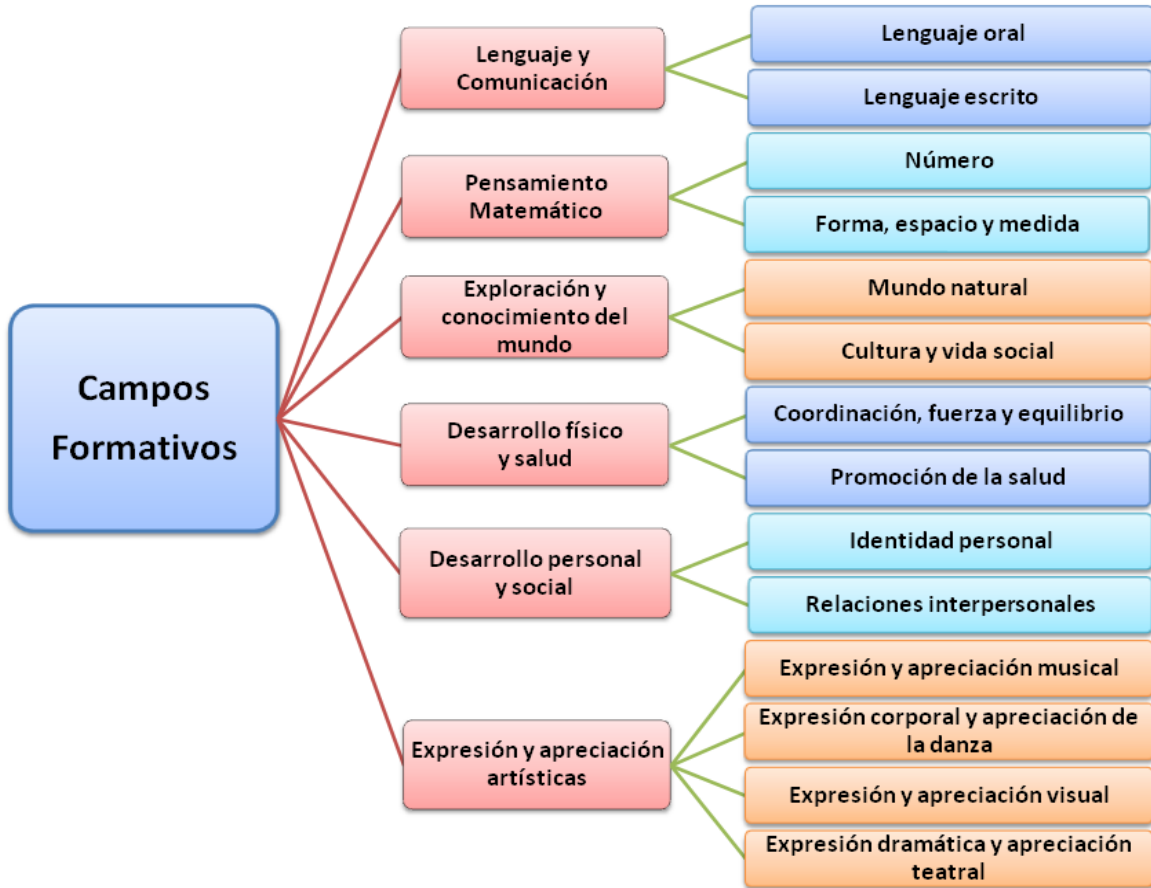 Campos
Formativos
Lenguaje y
Comunicación
Lenguaje oral
Lenguaje escrito
Pensamiento
Matemático
Número
Forma, espacio y medida
Exploración y
conocimiento del
mundo
Mundo natural
Cultura y vida social
Desarrollo físico
y salud
Coordinación, fuerza y equilibrio
Promoción de la salud
Desarrollo personal
y social
Identidad personal
Relaciones interpersonales
Expresión y apreciación
artísticas
Expresión y apreciación musical
Expresión corporal y apreciación de
la danza
Expresión y apreciación visual
Expresión dramática y apreciación
teatral